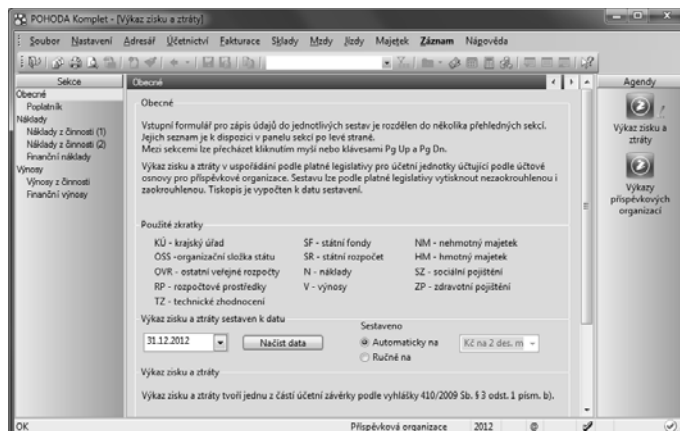 POHODA Komplet - [Výkaz zisku a ztráty]
Soubor Nastavení Adresář Účetnictví Fakturace Sklady Mzdy Jízdy Majetek Záznam Nápověda
Sekce
Obecné
Poplatník
Náklady
Náklady z činnosti (1)
Náklady z činnosti (2)
Finanční náklady
Výnosy
Výnosy z činnosti
Finanční výnosy
Obecné
Obecné
Vstupní formulář pro zápis údajů do jednotlivých sestav je rozdělen do několika přehledných sekcí.
Jejich seznam je k dispozici v panelu sekcí po levé straně.
Mezi sekcemi lze přecházet kliknutím myší nebo klávesami Pg Up a Pg Dn.
Výkaz zisku a ztráty v uspořádání podle platné legislativy pro účetní jednotky účtující podle účtové
osnovy pro příspěvkové organizace. Sestavu lze podle platné legislativy vytisknout nezaokrouhlenou i
zaokrouhlenou. Tiskopis je vypočten k datu sestavení.
Použité zkratky
KÚ - krajský úřad SF - státní fondy NM - nehmotný majetek
OSS -organizační složka státu SR - státní rozpočet HM - hmotný majetek
OVR - ostatní veřejné rozpočty N - náklady SZ - sociální pojištění
RP - rozpočtové prostředky V - výnosy ZP - zdravotní pojištění
TZ - technické zhodnocení
Výkaz zisku a ztráty sestaven k datu
31.12.2012
Načíst data
Sestaveno
Automaticky na Kč na 2 des. m
Ručně na
Výkaz zisku a ztráty
Výkaz zisku a ztráty tvoří jednu z částí účetní závěrky podle vyhlášky 410/2009 Sb. § 3 odst. 1 písm. b).
Agendy
Výkaz zisku a
ztráty
Výkazy
příspěvkových
organizací
OK Příspěvková organizace 2012 @